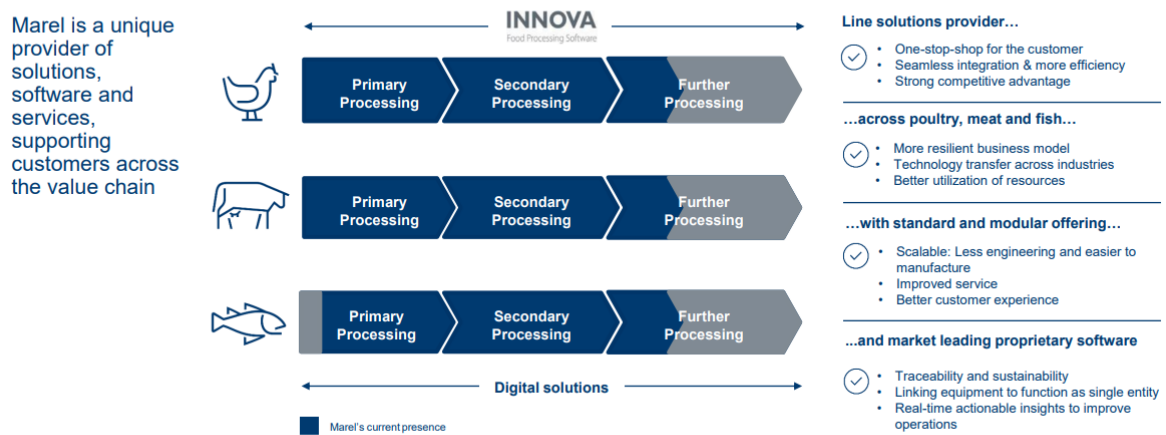 Marel is a unique
provider of
solutions,
software and
services,
supporting
customers across
the value chain
INNOVA
Food Processing Software
Primary
Processing
Secondary
Processing
Further
Processing
Primary
Processing
Secondary
Processing
Further
Processing
Primary
Processing
Secondary
Processing
Further
Processing
Digital solutions
Marel's current presence
Line solutions provider…
• One-stop-shop for the customer
• Seamless integration & more efficiency
• Strong competitive advantage
…across poultry, meat and fish…
• More resilient business model
• Technology transfer across industries
• Better utilization of resources
…with standard and modular offering…
• Scalable: Less engineering and easier to
manufacture
• Improved service
• Better customer experience
...and market leading proprietary software
• Traceability and sustainability
• Linking equipment to function as single entity
• Real-time actionable insights to improve
operations